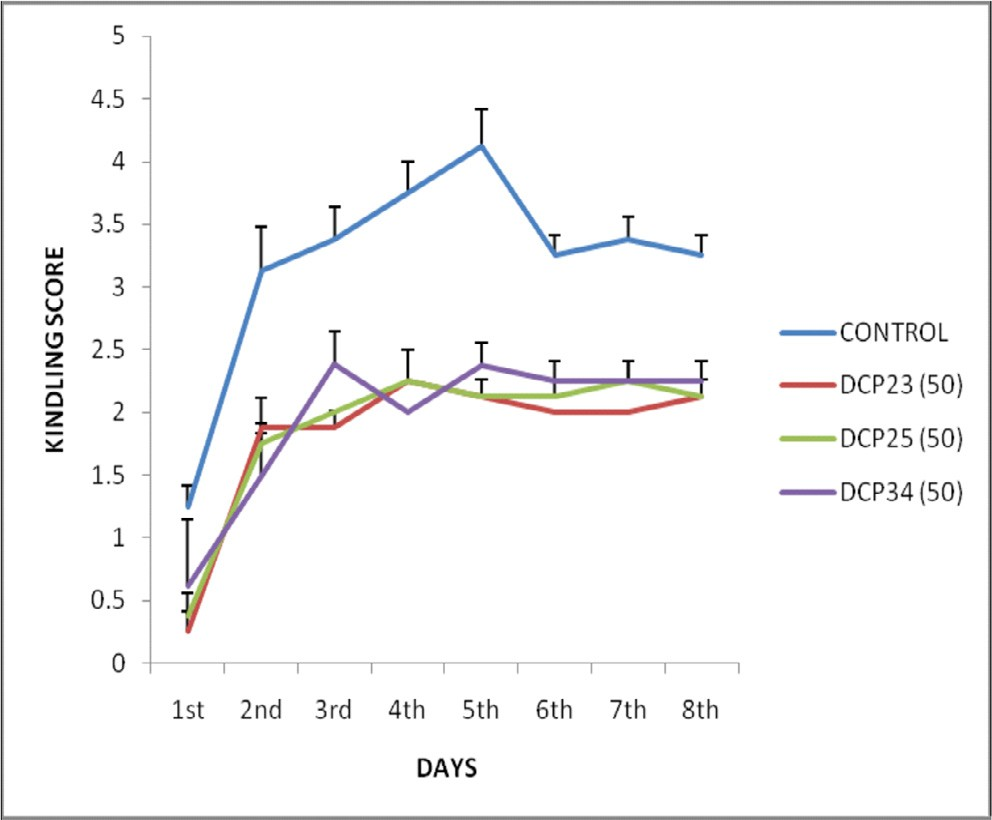 5
4.5
4
3.5
3
2.5
2
1.5
1
0.5
0
KINDLING SCORE
1st 2nd 3rd 4th 5th 6th 7th 8th
DAYS
CONTROL
DCP23 (50)
DCP25 (50)
DCP34 (50)